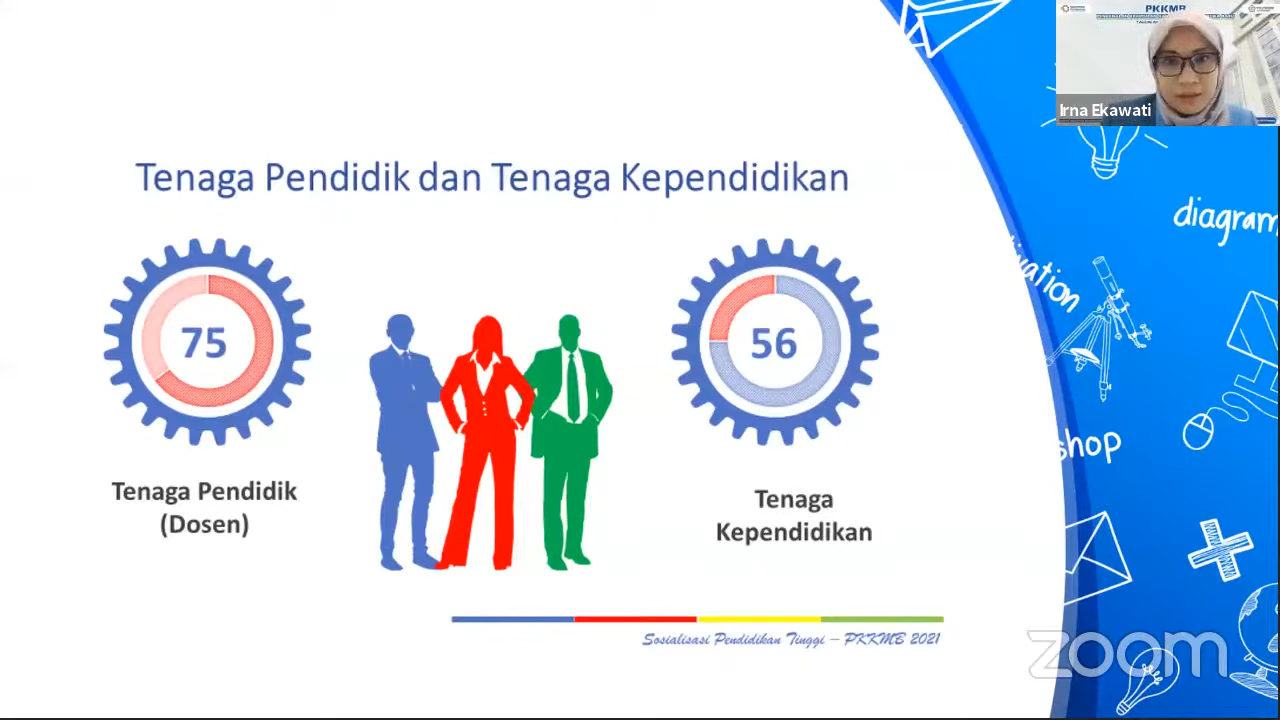 PKKMB
Irna Ekawati
Tenaga Pendidik dan Tenaga Kependidikan
diagram
75
56
Tenaga Pendidik
(Dosen)
Tenaga
Kependidikan
shop
Sosialisasi Pendidikan Tinggi – PKKMB 2021
zoom